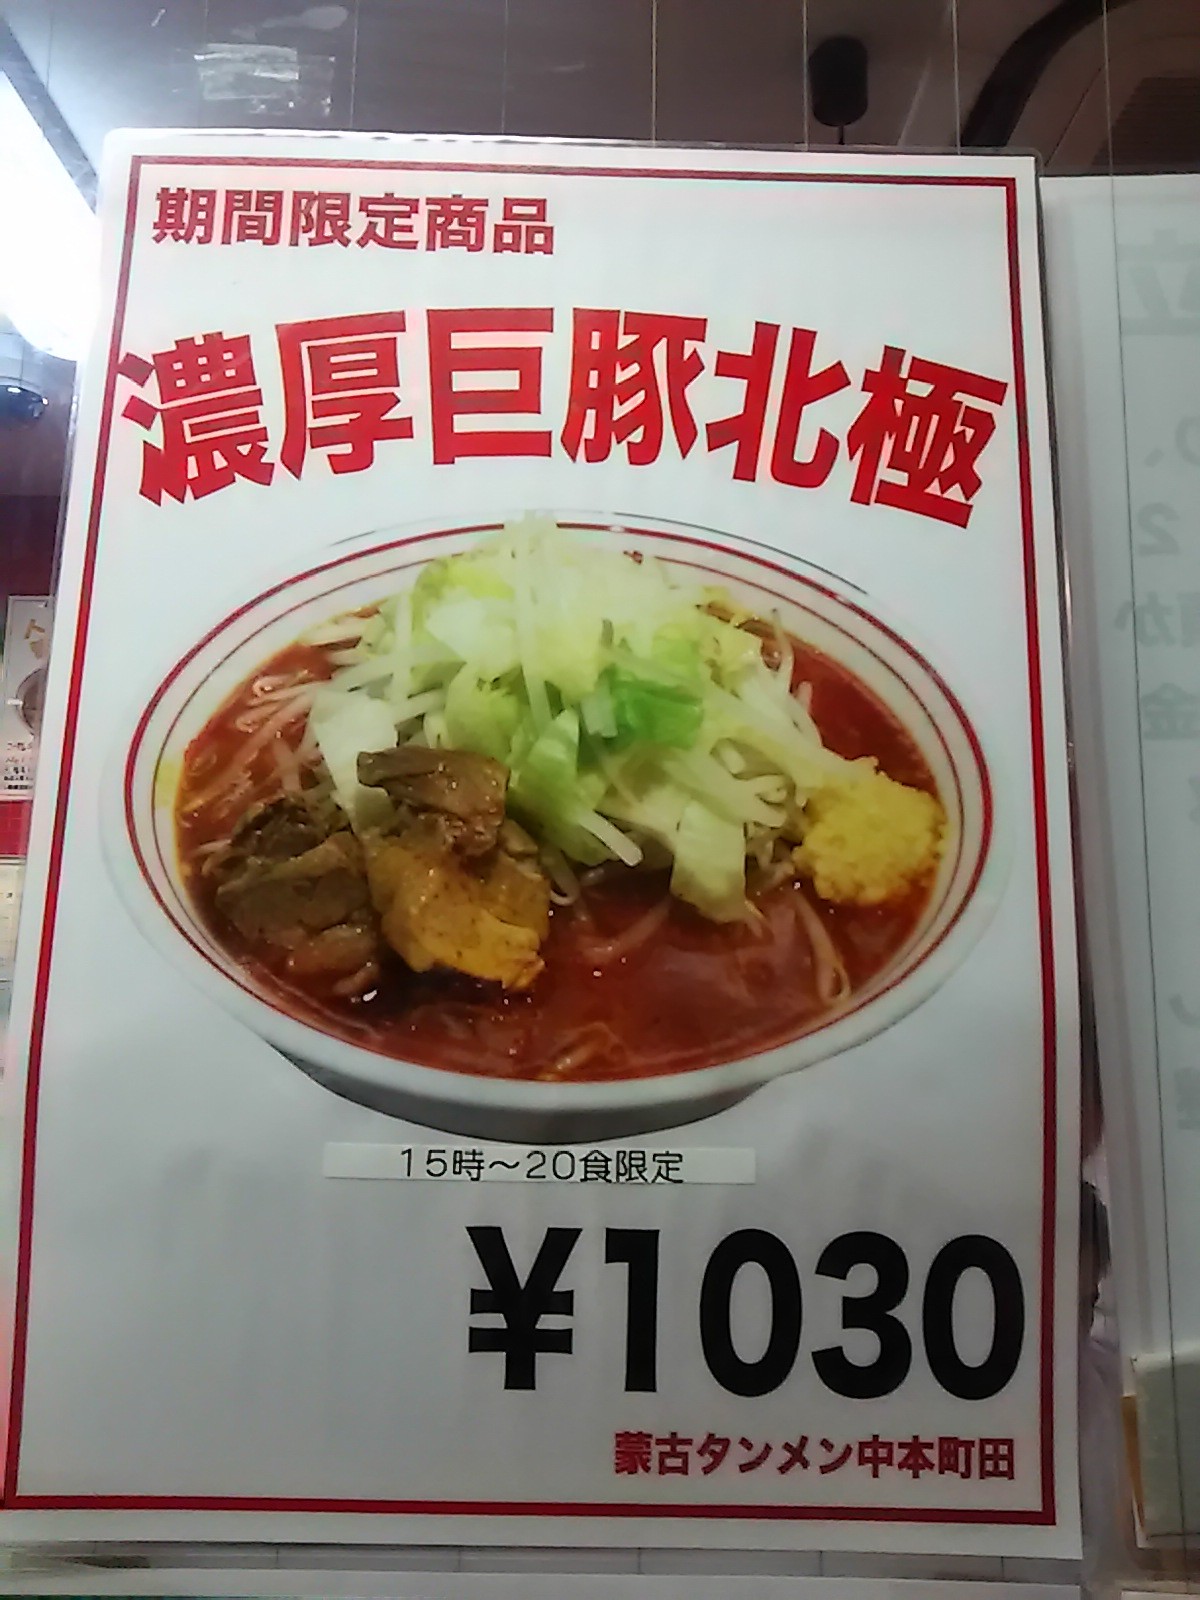 期間限定商品
濃厚巨豚北極
15時～20食限定
¥1030
蒙古タンメン中本町田